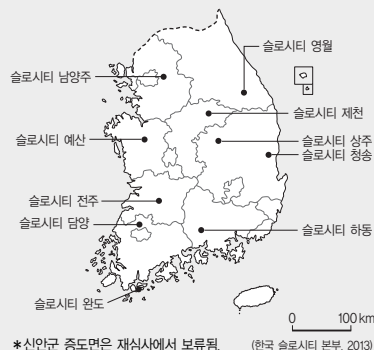 슬로시티 영월
슬로시티 남양주
슬로시티 제천
슬로시티 예산
슬로시티 상주
슬로시티 청송
슬로시티 전주
슬로시티 담양
슬로시티 하동
슬로시티 완도
0 100 km
*신안군 증도면은 재심사에서 보류됨. (한국 슬로시티 본부, 2013)